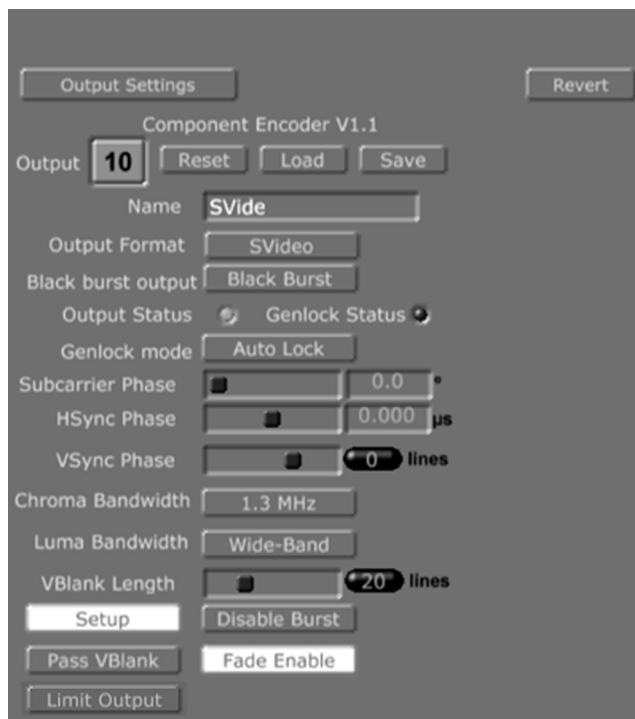 Output Settings Revert
Component Encoder V1.1
Output 10 Reset Load Save
Name SVide
Output Format SVideo
Black burst output Black Burst
Output Status Genlock Status
Genlock mode Auto Lock
Subcarrier Phase 0.0 °
HSync Phase 0.000 µs
VSync Phase 0 lines
Chroma Bandwidth 1.3 MHz
Luma Bandwidth Wide-Band
VBlank Length 20 lines
Setup Disable Burst
Pass VBlank Fade Enable
Limit Output